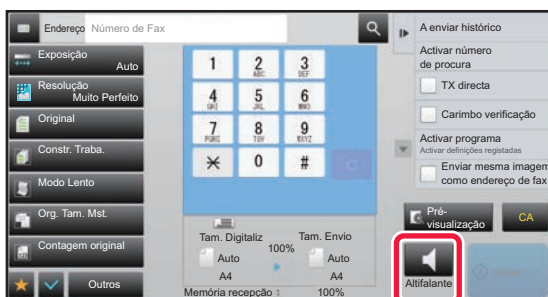 Endereço Número de Fax
Exposição
Auto
Resolução
Muito Perfeito
Original
Constr. Traba.
Modo Lento
Org. Tam. Mst.
Contagem original
Outros
1 2 3
ABC DEF
4 5 6
GHI JKL MNO
7 8 9
PQRS TUV WXYZ
0 #
C
Tam. Digitaliz
100%
Tam. Envio
Auto
A4
Auto
A4
Memória recepção : 100%
A enviar histórico
Activar número
de procura
TX directa
Carimbo verificação
Activar programa
Activar definições registadas
Enviar mesma imagem
como endereço de fax
Pré-
visualização
CA
Altifalante